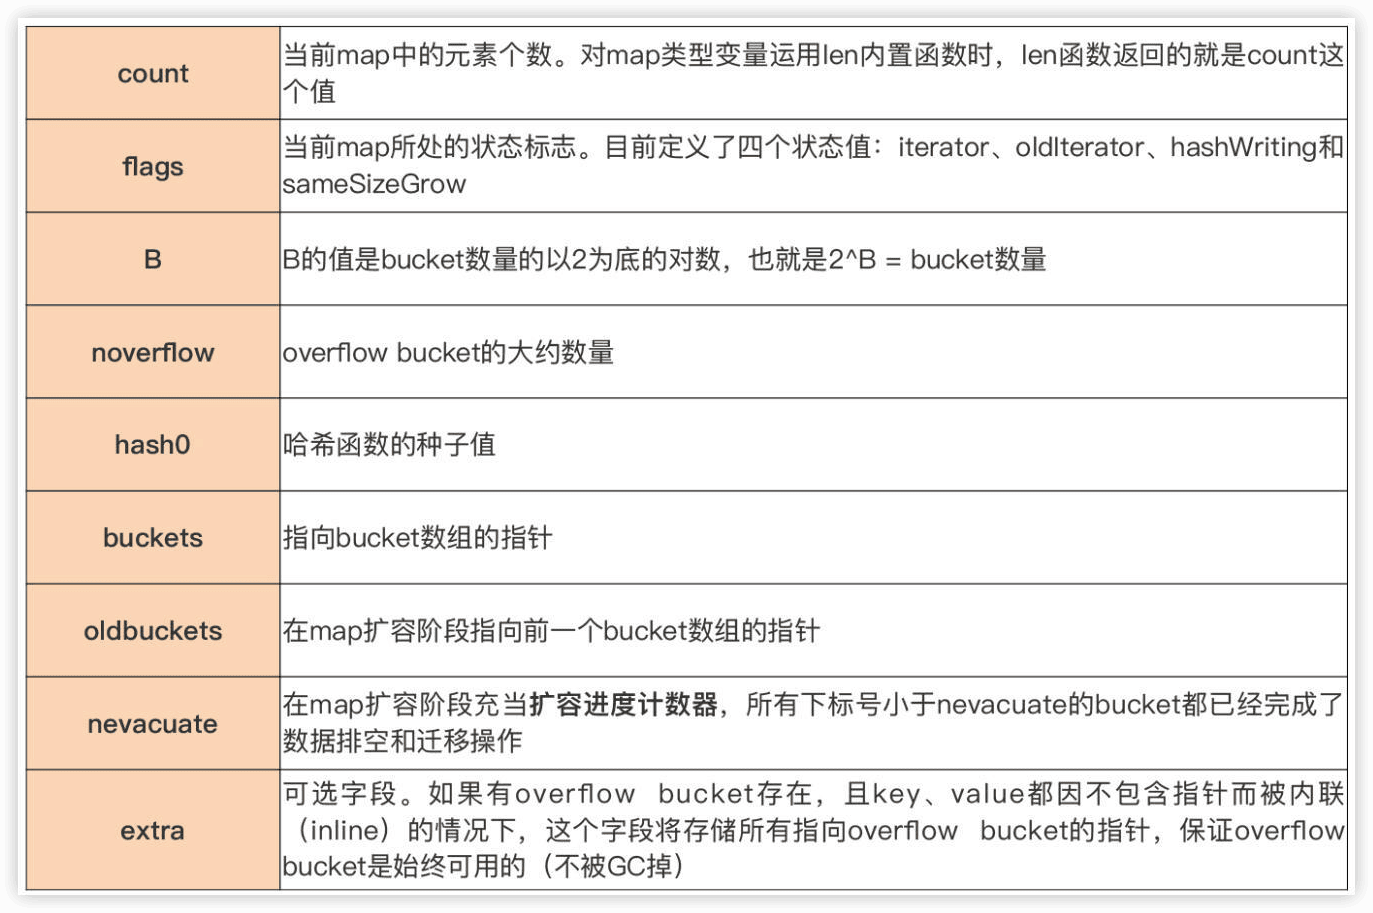 count
当前map中的元素个数。对map类型变量运用len内置函数时，len函数返回的就是count这
个值
flags
当前map所处的状态标志。目前定义了四个状态值：iterator、oldIterator、hashWriting和
sameSizeGrow
B
B的值是bucket数量的以2为底的对数，也就是2^B = bucket数量
noverflow
overflow bucket的大约数量
hash0
哈希函数的种子值
buckets
指向bucket数组的指针
oldbuckets
在map扩容阶段指向前一个bucket数组的指针
nevacuate
在map扩容阶段充当扩容进度计数器，所有下标号小于nevacuate的bucket都已经完成了
数据排空和迁移操作
extra
可选字段。如果有overflow bucket存在，且key、value都因不包含指针而被内联
（inline）的情况下，这个字段将存储所有指向overflow bucket的指针，保证overflow
bucket是始终可用的（不被GC掉）